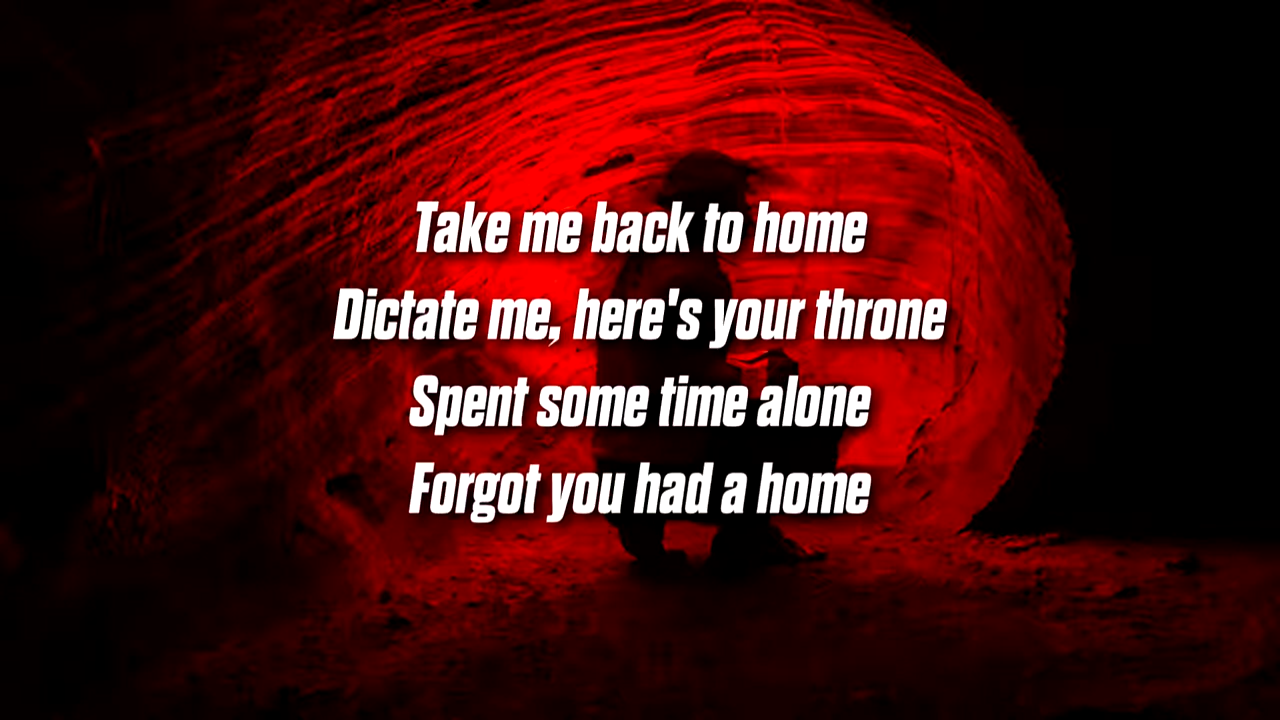 Take me back to home
Dictate me, here's your throne
Spent some time alone
Forgot you had a home